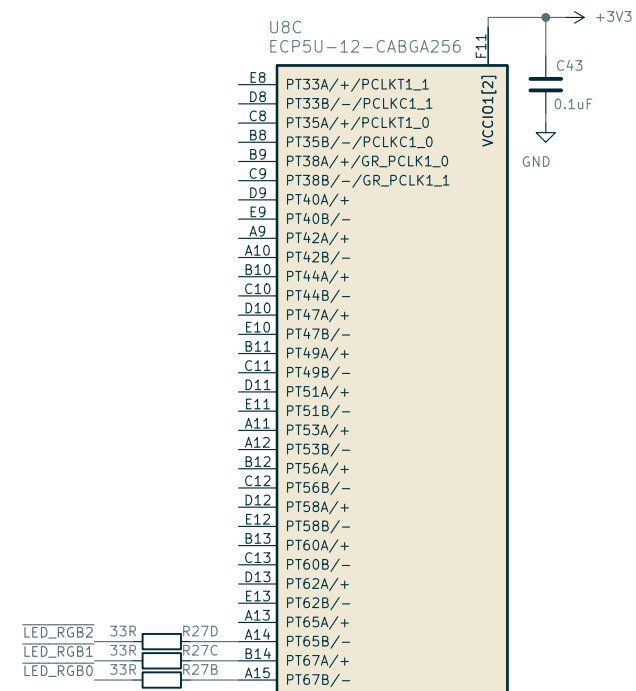 U8C
ECP5U-12-CABGA256
+3V3
F11
VCCIO1[2]
C43
0.1uF
GND
E8 PT33A/+/PCLKT1_1
D8 PT33B/-/PCLKC1_1
C8 PT35A/+/PCLKT1_0
B8 PT35B/-/PCLKC1_0
B9 PT38A/+/GR_PCLK1_0
C9 PT38B/-/GR_PCLK1_1
D9 PT40A/+
E9 PT40B/-
A9 PT42A/+
A10 PT42B/-
B10 PT44A/+
C10 PT44B/-
D10 PT47A/+
E10 PT47B/-
B11 PT49A/+
C11 PT49B/-
D11 PT51A/+
E11 PT51B/-
A11 PT53A/+
A12 PT53B/-
B12 PT56A/+
C12 PT56B/-
D12 PT58A/+
E12 PT58B/-
B13 PT60A/+
C13 PT60B/-
D13 PT62A/+
E13 PT62B/-
A13 PT65A/+
LED_RGB2 33R R27D A14 PT65B/-
LED_RGB1 33R R27C B14 PT67A/+
LED_RGB0 33R R27B A15 PT67B/-